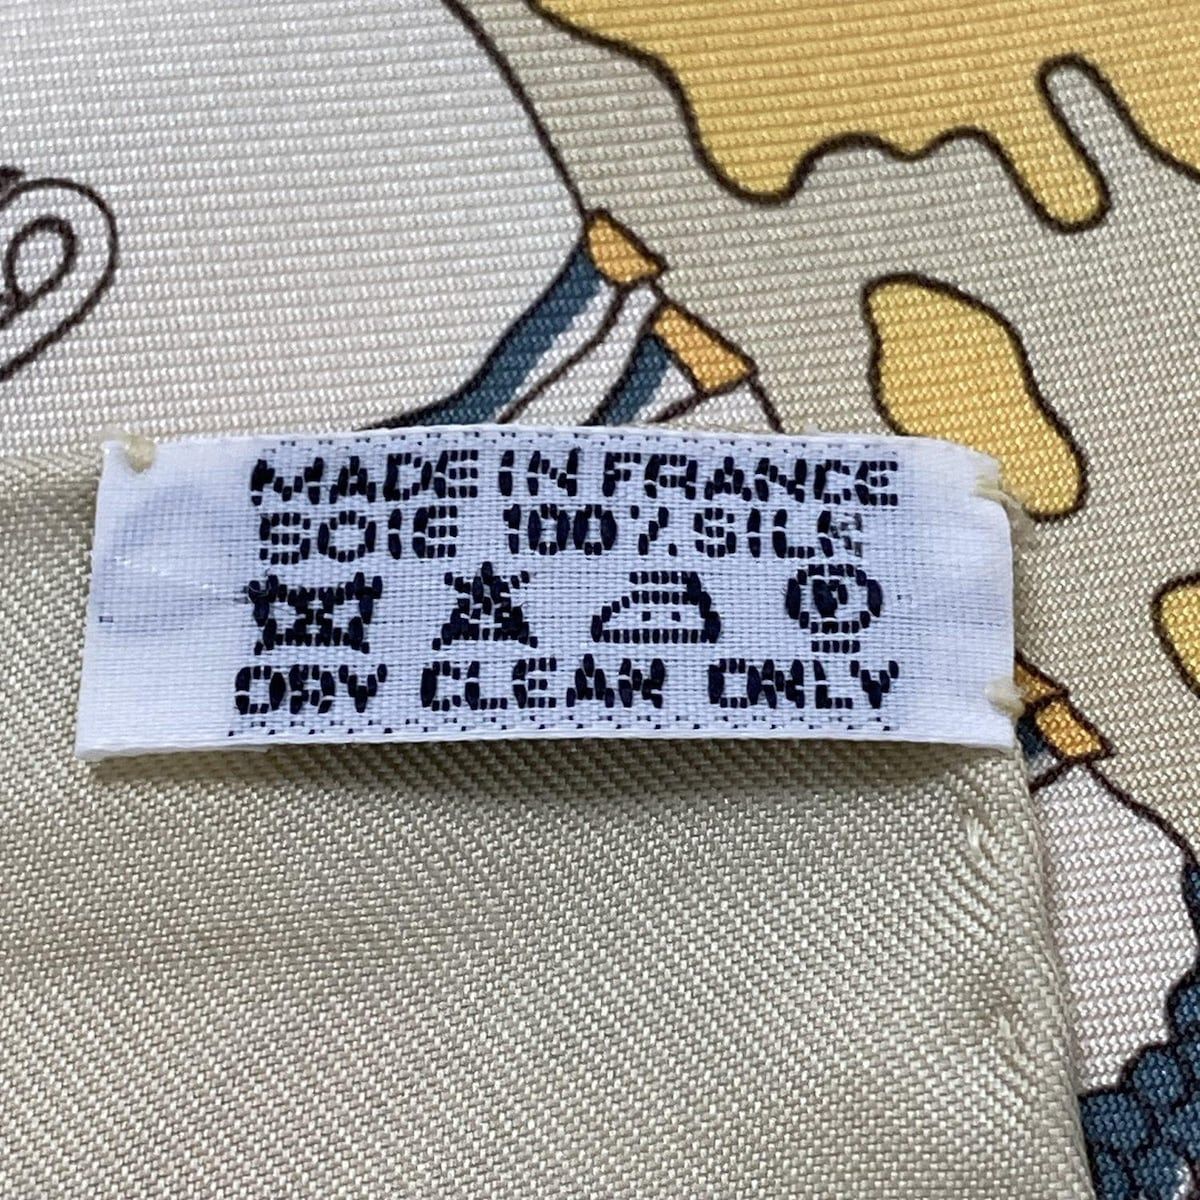 MADE IN FRANCE
SOIE 100% SILK
P
DRY CLEAN ONLY